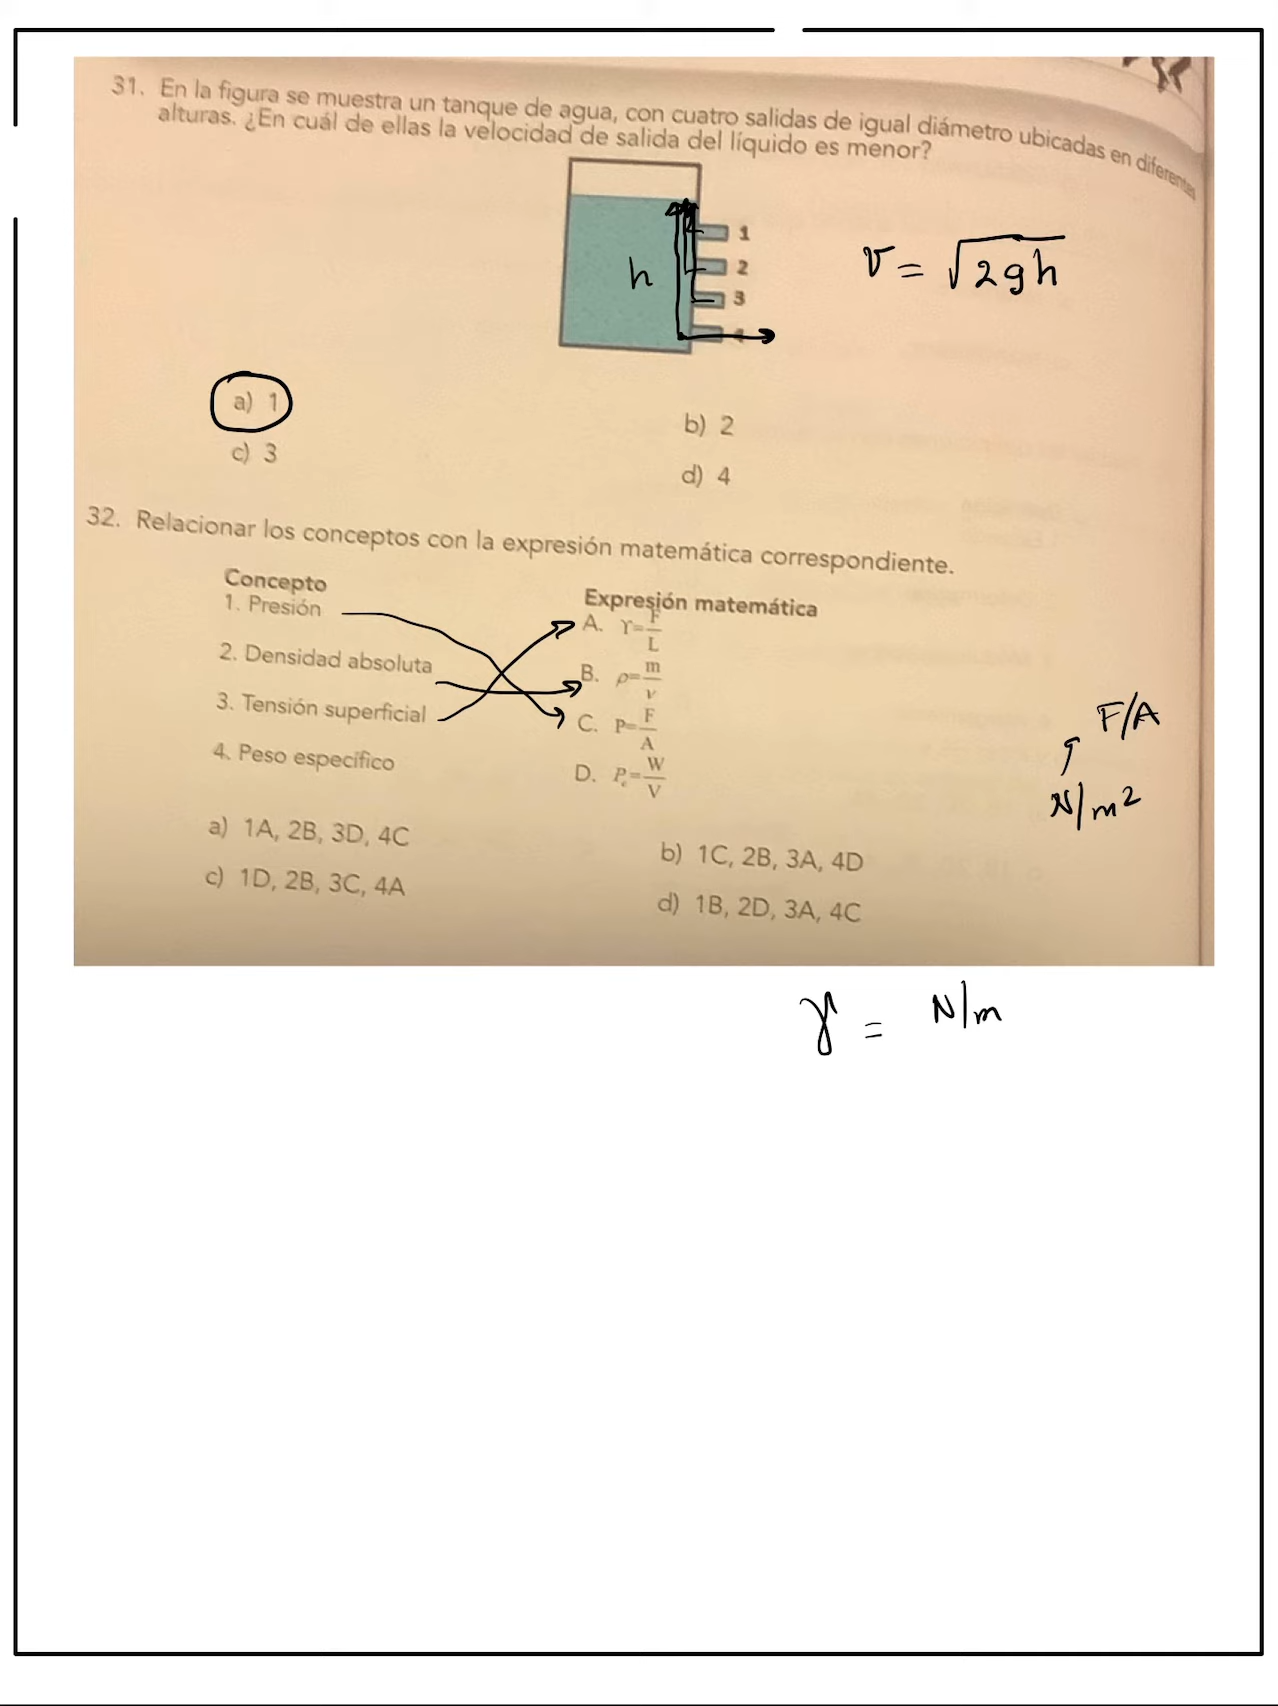 31. En la figura se muestra un tanque de agua, con cuatro salidas de igual diámetro ubicadas en diferentes
alturas. ¿En cuál de ellas la velocidad de salida del líquido es menor?
1
2
3
h
v = √2gh
a) 1
b) 2
c) 3
d) 4
32. Relacionar los conceptos con la expresión matemática correspondiente.
Concepto
Expresión matemática
1. Presión
A. ϒ=F/L
2. Densidad absoluta
B. ρ=m/v
3. Tensión superficial
C. P=F/A
4. Peso específico
D. Pₑ=W/V
F/A
N/m²
a) 1A, 2B, 3D, 4C
b) 1C, 2B, 3A, 4D
c) 1D, 2B, 3C, 4A
d) 1B, 2D, 3A, 4C
γ = N/m